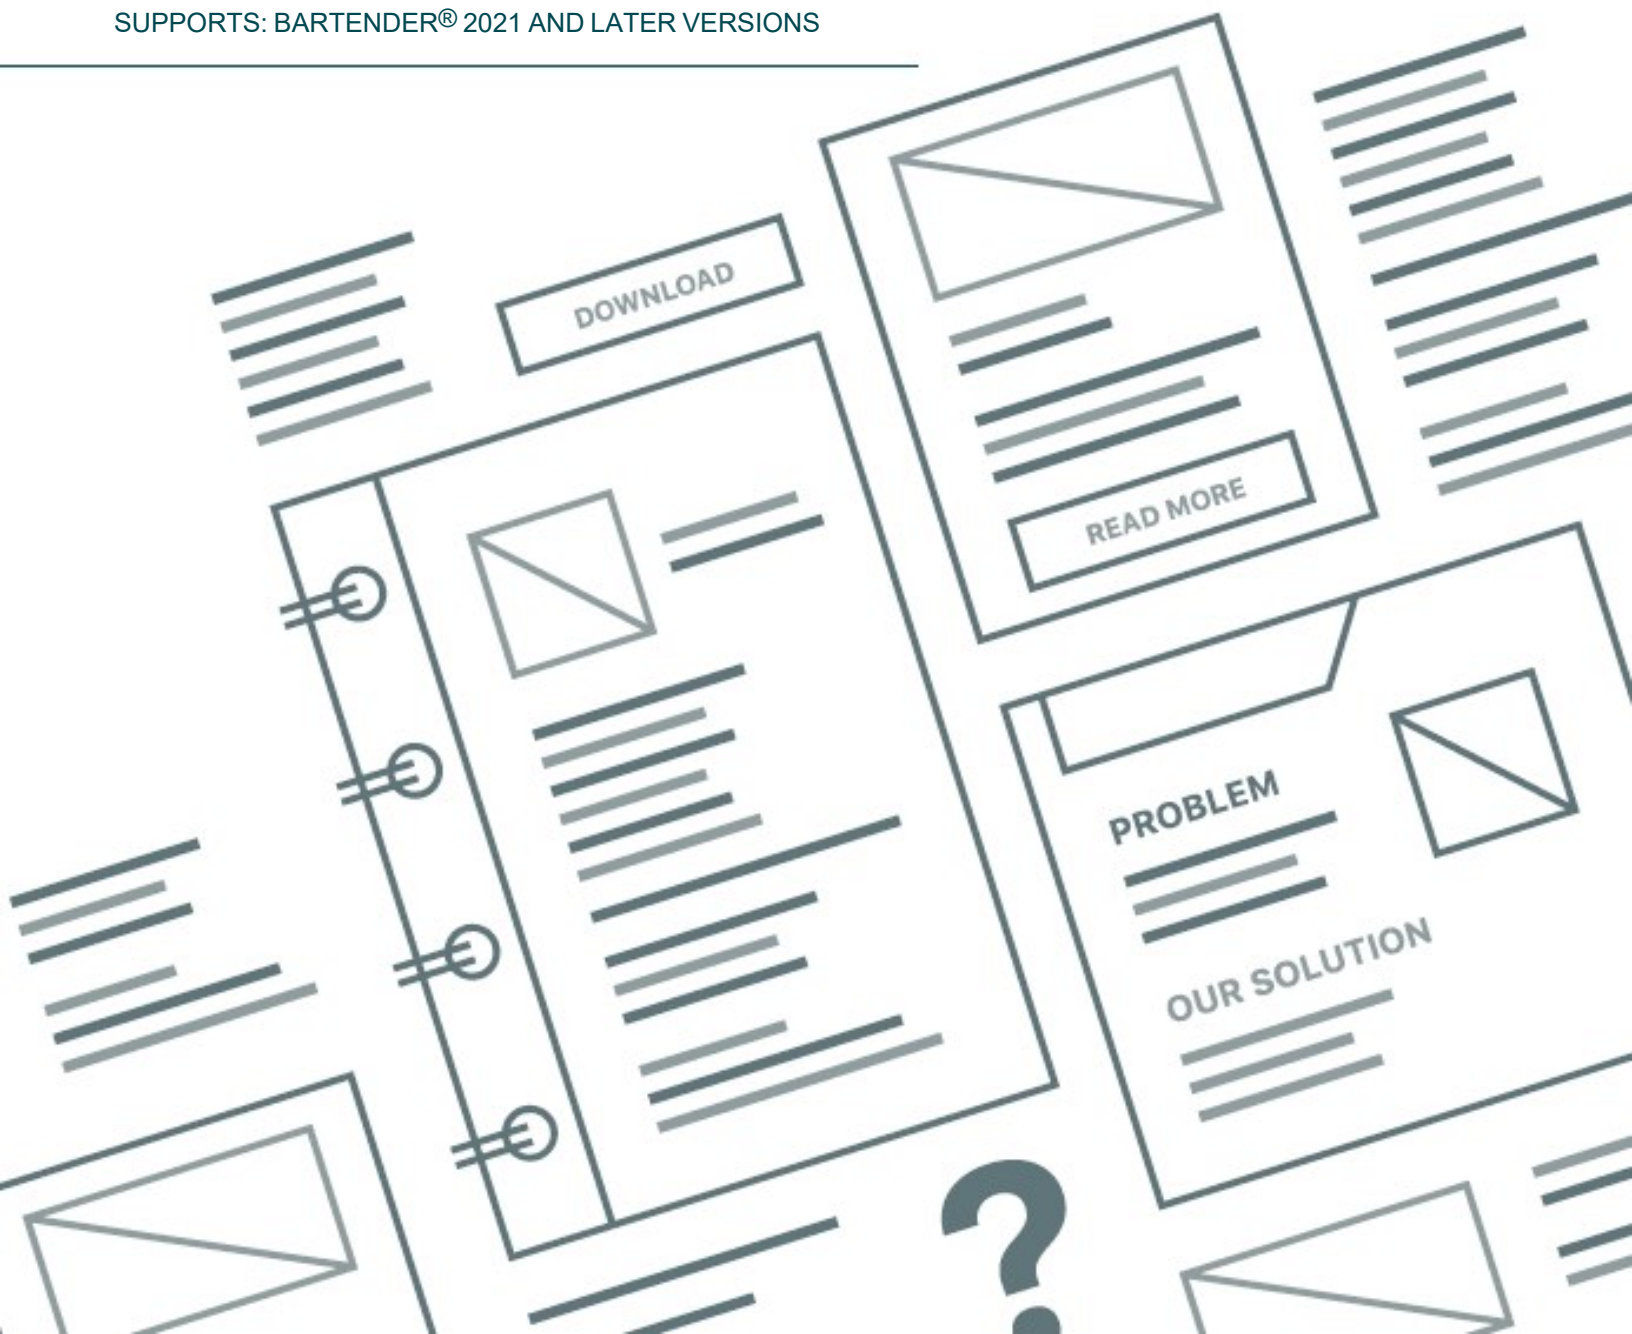 SUPPORTS: BARTENDER® 2021 AND LATER VERSIONS
DOWNLOAD
READ MORE
PROBLEM
OUR SOLUTION
?